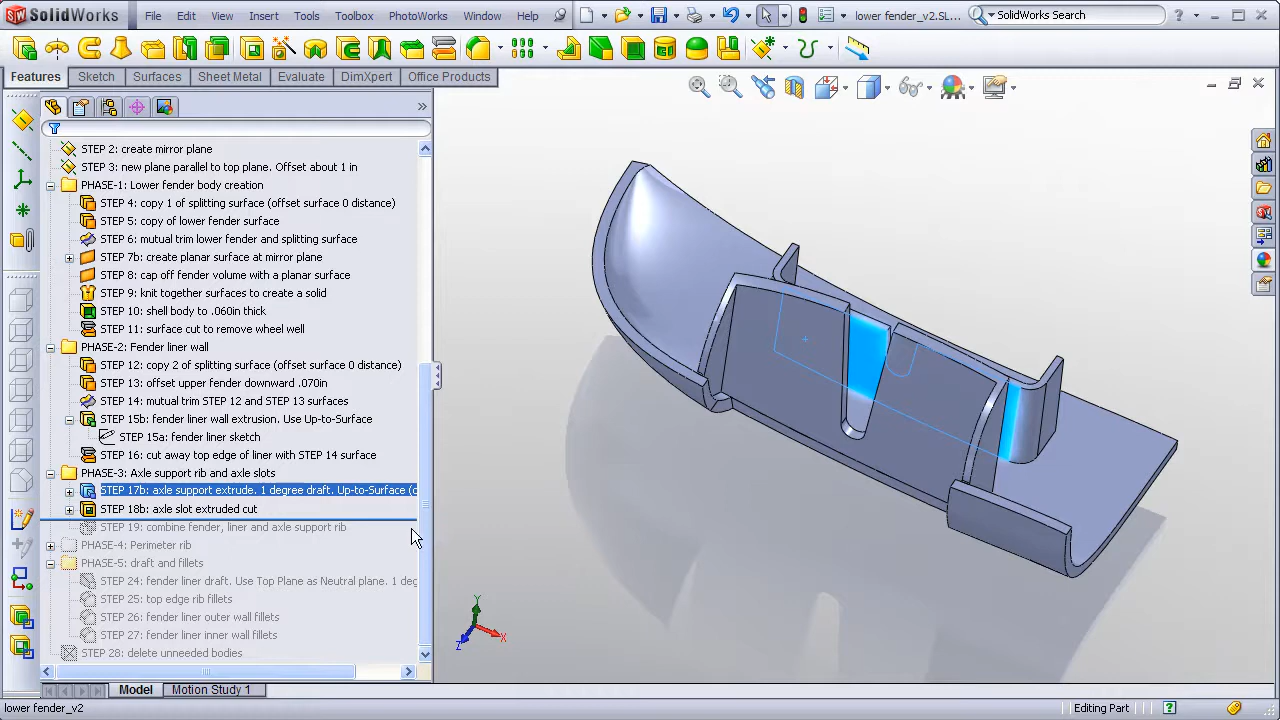 SolidWorks File Edit View Insert Tools Toolbox PhotoWorks Window Help lower fender_v2.SL... SolidWorks Search
Features Sketch Surfaces Sheet Metal Evaluate DimXpert Office Products
STEP 2: create mirror plane
STEP 3: new plane parallel to top plane. Offset about 1 in
PHASE-1: Lower fender body creation
STEP 4: copy 1 of splitting surface (offset surface 0 distance)
STEP 5: copy of lower fender surface
STEP 6: mutual trim lower fender and splitting surface
STEP 7b: create planar surface at mirror plane
STEP 8: cap off fender volume with a planar surface
STEP 9: knit together surfaces to create a solid
STEP 10: shell body to .060in thick
STEP 11: surface cut to remove wheel well
PHASE-2: Fender liner wall
STEP 12: copy 2 of splitting surface (offset surface 0 distance)
STEP 13: offset upper fender downward .070in
STEP 14: mutual trim STEP 12 and STEP 13 surfaces
STEP 15b: fender liner wall extrusion. Use Up-to-Surface
STEP 15a: fender liner sketch
STEP 16: cut away top edge of liner with STEP 14 surface
PHASE-3: Axle support rib and axle slots
STEP 17b: axle support extrude. 1 degree draft. Up-to-Surface (c
STEP 18b: axle slot extruded cut
STEP 19: combine fender, liner and axle support rib
PHASE-4: Perimeter rib
PHASE-5: draft and fillets
STEP 24: fender liner draft. Use Top Plane as Neutral plane. 1 deg
STEP 25: top edge rib fillets
STEP 26: fender liner outer wall fillets
STEP 27: fender liner inner wall fillets
STEP 28: delete unneeded bodies
Y
X
Z
Model Motion Study 1
lower fender_v2 Editing Part